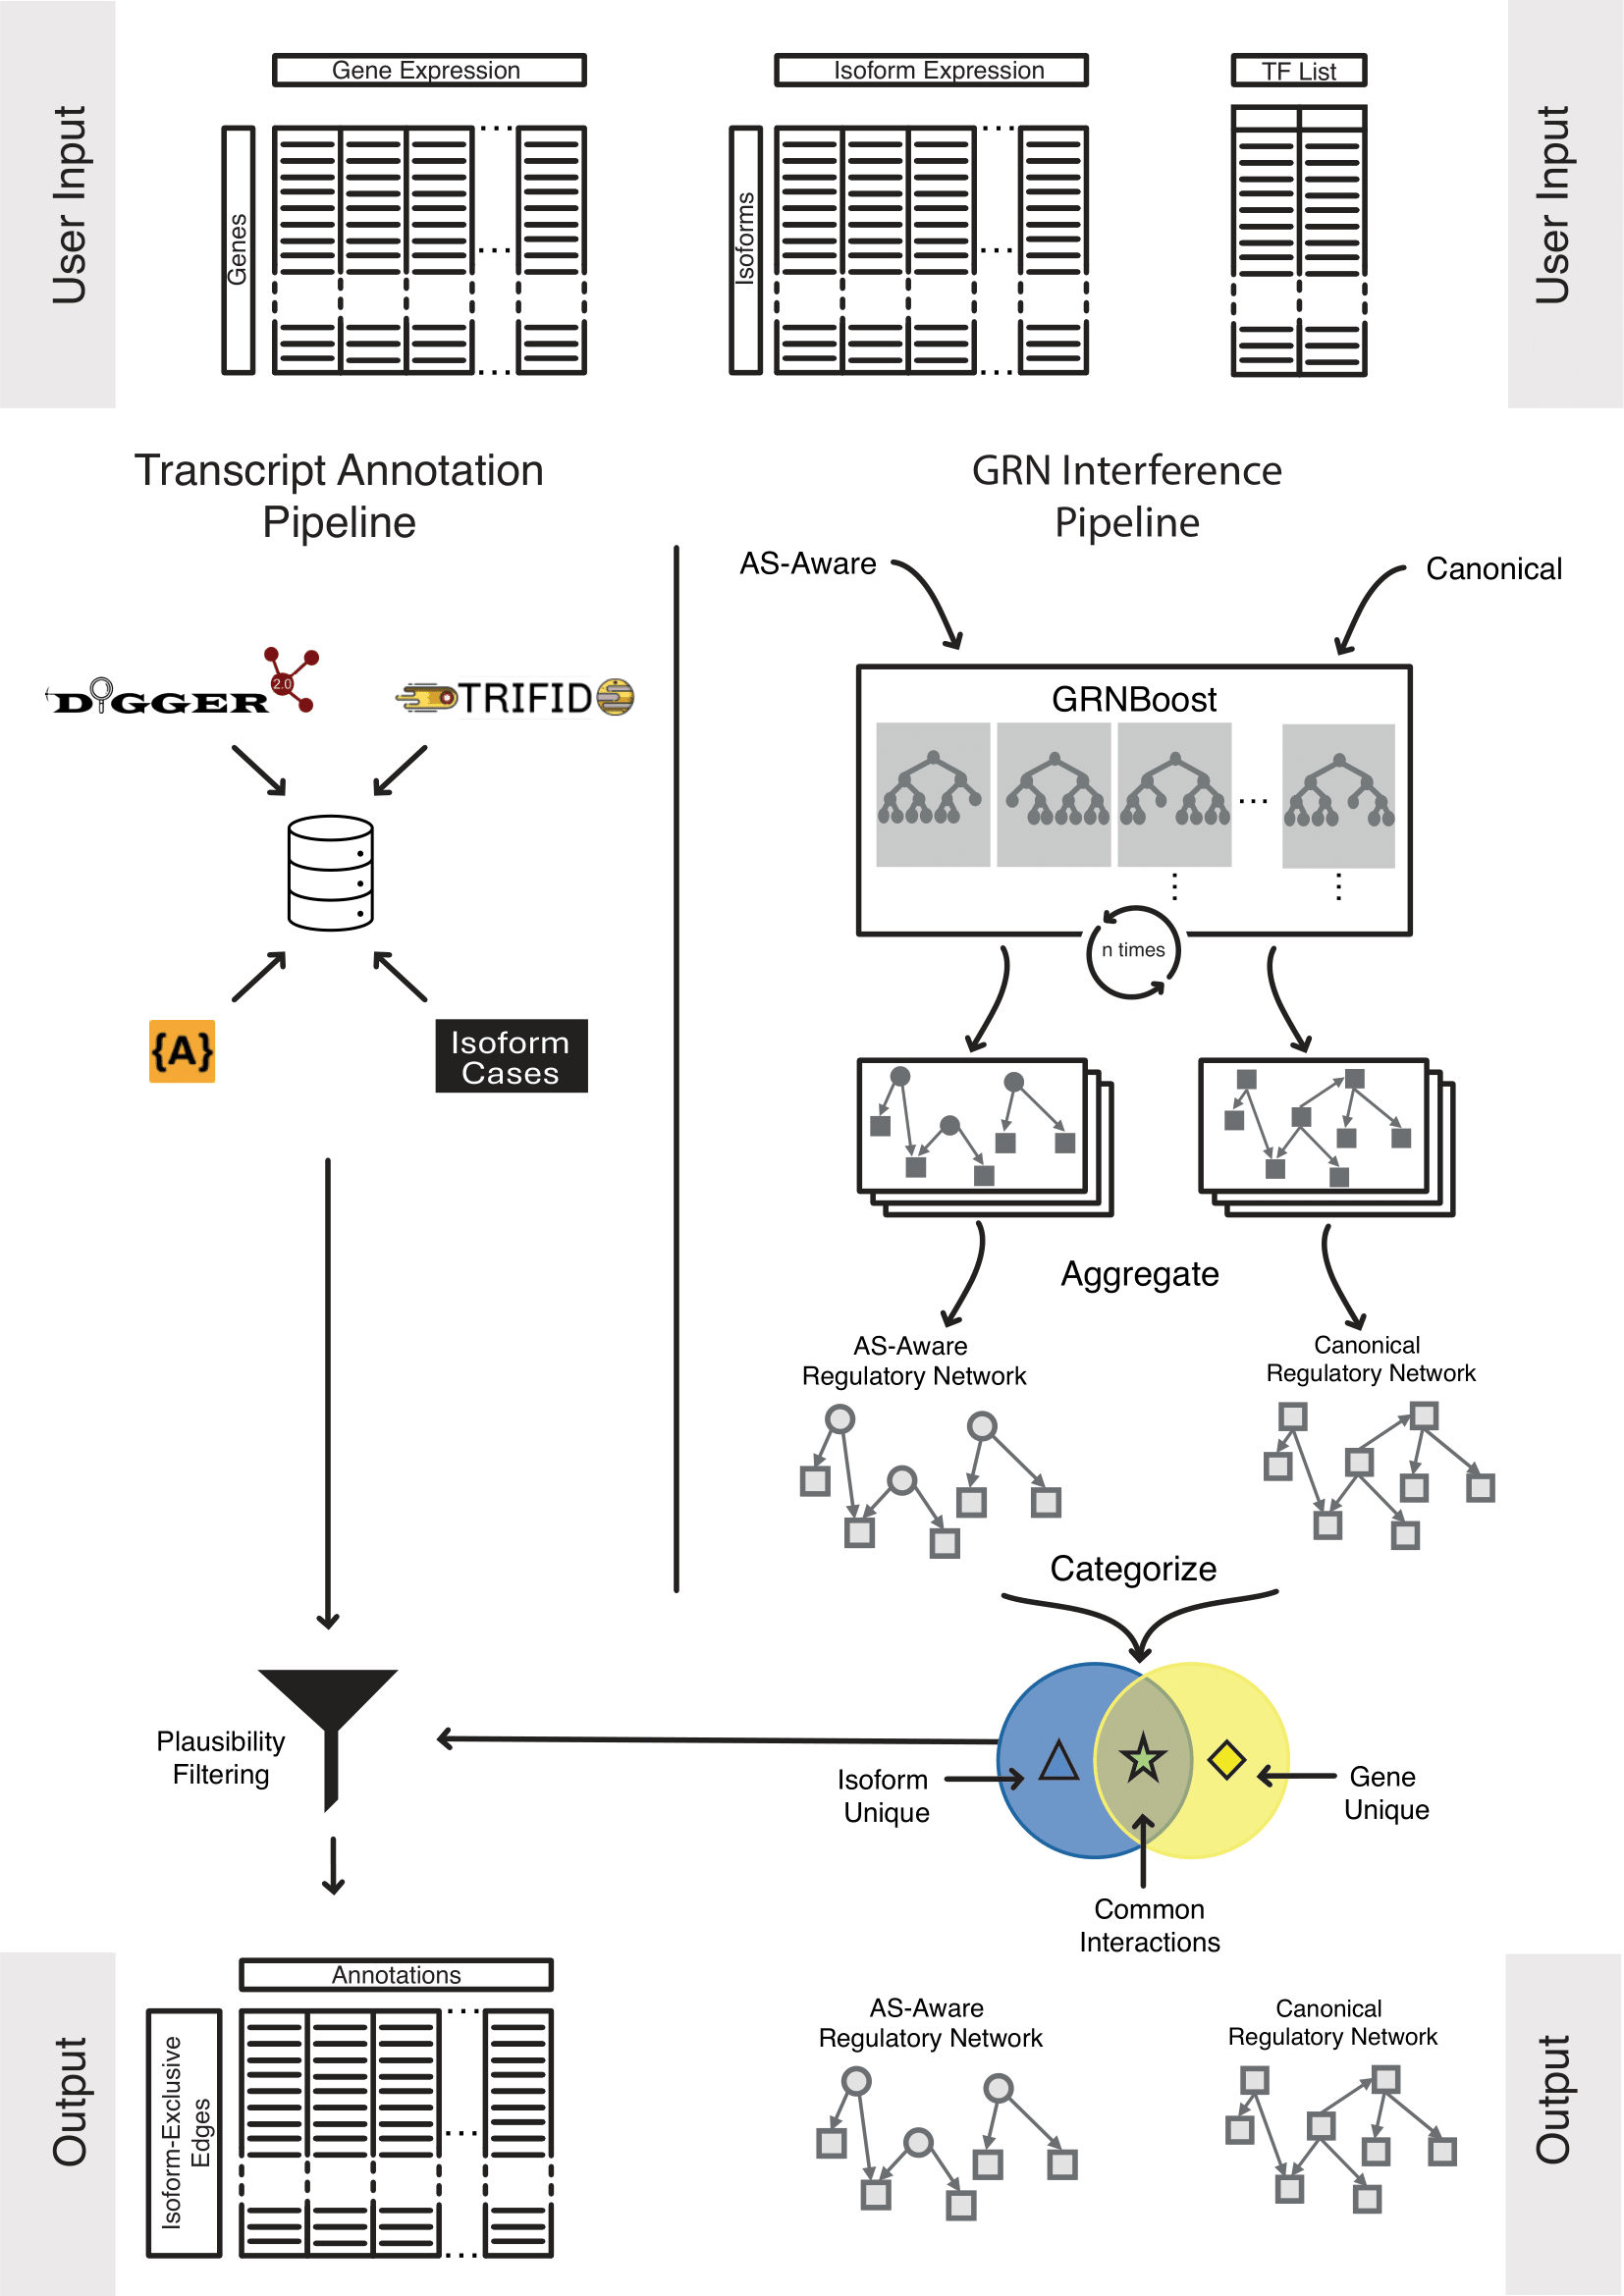 User Input
Gene Expression
Isoform Expression
TF List
User Input
Genes
Isoforms
Transcript Annotation
Pipeline
GRN Interference
Pipeline
AS-Aware
Canonical
DIGGER
2.0
TRIFID
GRNBoost
n times
{A}
Isoform
Cases
Aggregate
AS-Aware
Regulatory Network
Canonical
Regulatory Network
Categorize
Plausibility
Filtering
Isoform
Unique
Gene
Unique
Common
Interactions
Output
Annotations
Isoform-Exclusive
Edges
AS-Aware
Regulatory Network
Canonical
Regulatory Network
Output